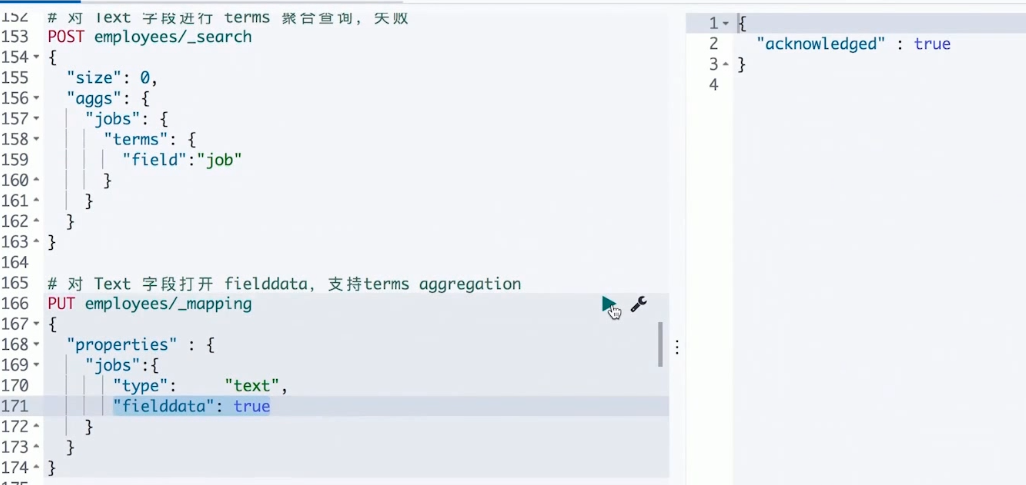 152 # 对 Text 字段进行 terms 聚合查询，失败
153 POST employees/_search
154 {
155 "size": 0,
156 "aggs": {
157 "jobs": {
158 "terms": {
159 "field":"job"
160 }
161 }
162 }
163 }
164
165 # 对 Text 字段打开 fielddata，支持terms aggregation
166 PUT employees/_mapping
167 {
168 "properties" : {
169 "jobs":{
170 "type": "text",
171 "fielddata": true
172 }
173 }
174 }
1 {
2 "acknowledged" : true
3 }
4